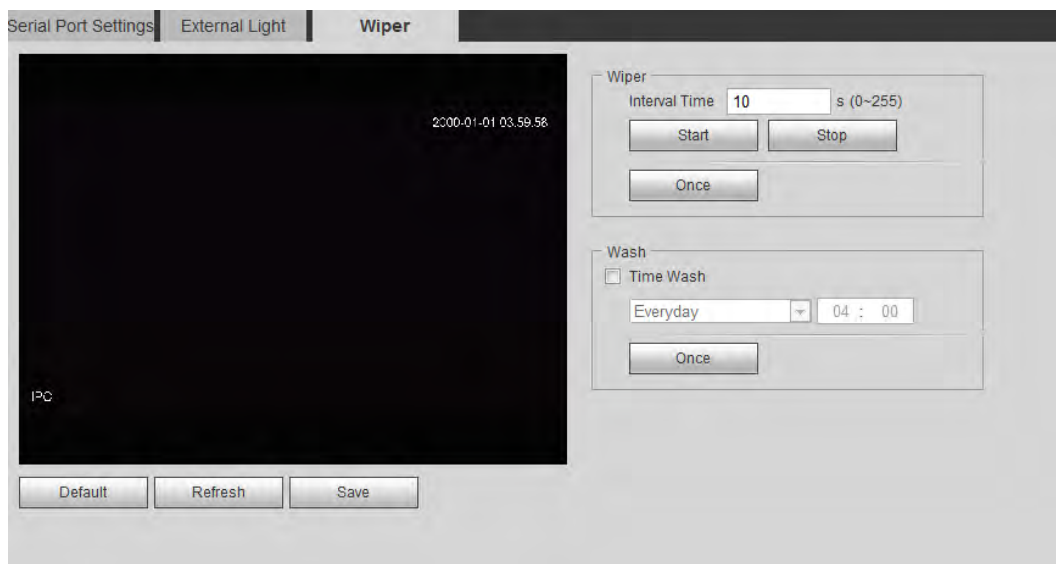 Serial Port Settings External Light Wiper
2000-01-01 03.59.58
IPC
Default Refresh Save
Wiper
Interval Time 10 s (0~255)
Start Stop
Once
Wash
Time Wash
Everyday 04 : 00
Once